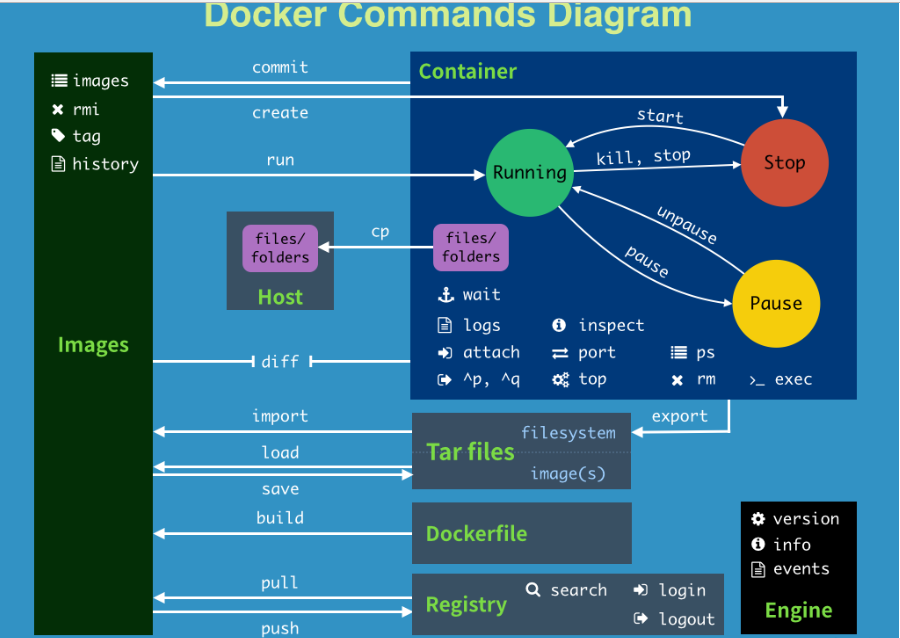 Docker Commands Diagram
images
rmi
tag
history
Images
commit
create
run
Container
start
kill, stop
Running
Stop
unpause
pause
Pause
files/
folders
Host
cp
files/
folders
wait
logs
inspect
attach
port
ps
^p, ^q
top
rm
>_ exec
diff
import
load
save
export
Tar files
filesystem
image(s)
build
Dockerfile
pull
push
Registry
search
login
logout
version
info
events
Engine